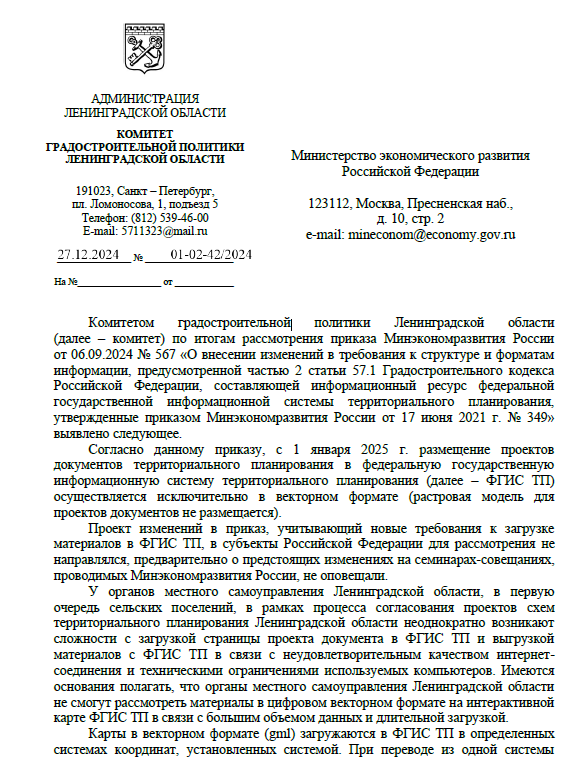 АДМИНИСТРАЦИЯ
ЛЕНИНГРАДСКОЙ ОБЛАСТИ
КОМИТЕТ
ГРАДОСТРОИТЕЛЬНОЙ ПОЛИТИКИ
ЛЕНИНГРАДСКОЙ ОБЛАСТИ
191023, Санкт – Петербург,
пл. Ломоносова, 1, подъезд 5
Телефон: (812) 539-46-00
E-mail: 5711323@mail.ru
27.12.2024 № 01-02-42/2024
На №____________ от ____________
Министерство экономического развития
Российской Федерации
123112, Москва, Пресненская наб.,
д. 10, стр. 2
e-mail: mineconom@economy.gov.ru
Комитетом градостроительной политики Ленинградской области
(далее – комитет) по итогам рассмотрения приказа Минэкономразвития России
от 06.09.2024 № 567 «О внесении изменений в требования к структуре и форматам
информации, предусмотренной частью 2 статьи 57.1 Градостроительного кодекса
Российской Федерации, составляющей информационный ресурс федеральной
государственной информационной системы территориального планирования,
утвержденные приказом Минэкономразвития России от 17 июня 2021 г. № 349»
выявлено следующее.
Согласно данному приказу, с 1 января 2025 г. размещение проектов
документов территориального планирования в федеральную государственную
информационную систему территориального планирования (далее – ФГИС ТП)
осуществляется исключительно в векторном формате (растровая модель для
проектов документов не размещается).
Проект изменений в приказ, учитывающий новые требования к загрузке
материалов в ФГИС ТП, в субъекты Российской Федерации для рассмотрения не
направлялся, предварительно о предстоящих изменениях на семинарах-совещаниях,
проводимых Минэкономразвития России, не оповещали.
У органов местного самоуправления Ленинградской области, в первую
очередь сельских поселений, в рамках процесса согласования проектов схем
территориального планирования Ленинградской области неоднократно возникают
сложности с загрузкой страницы проекта документа в ФГИС ТП и выгрузкой
материалов с ФГИС ТП в связи с неудовлетворительным качеством интернет-
соединения и техническими ограничениями используемых компьютеров. Имеются
основания полагать, что органы местного самоуправления Ленинградской области
не смогут рассмотреть материалы в цифровом векторном формате на интерактивной
карте ФГИС ТП в связи с большим объемом данных и длительной загрузкой.
Карты в векторном формате (gml) загружаются в ФГИС ТП в определенных
системах координат, установленных системой. При переводе из одной системы